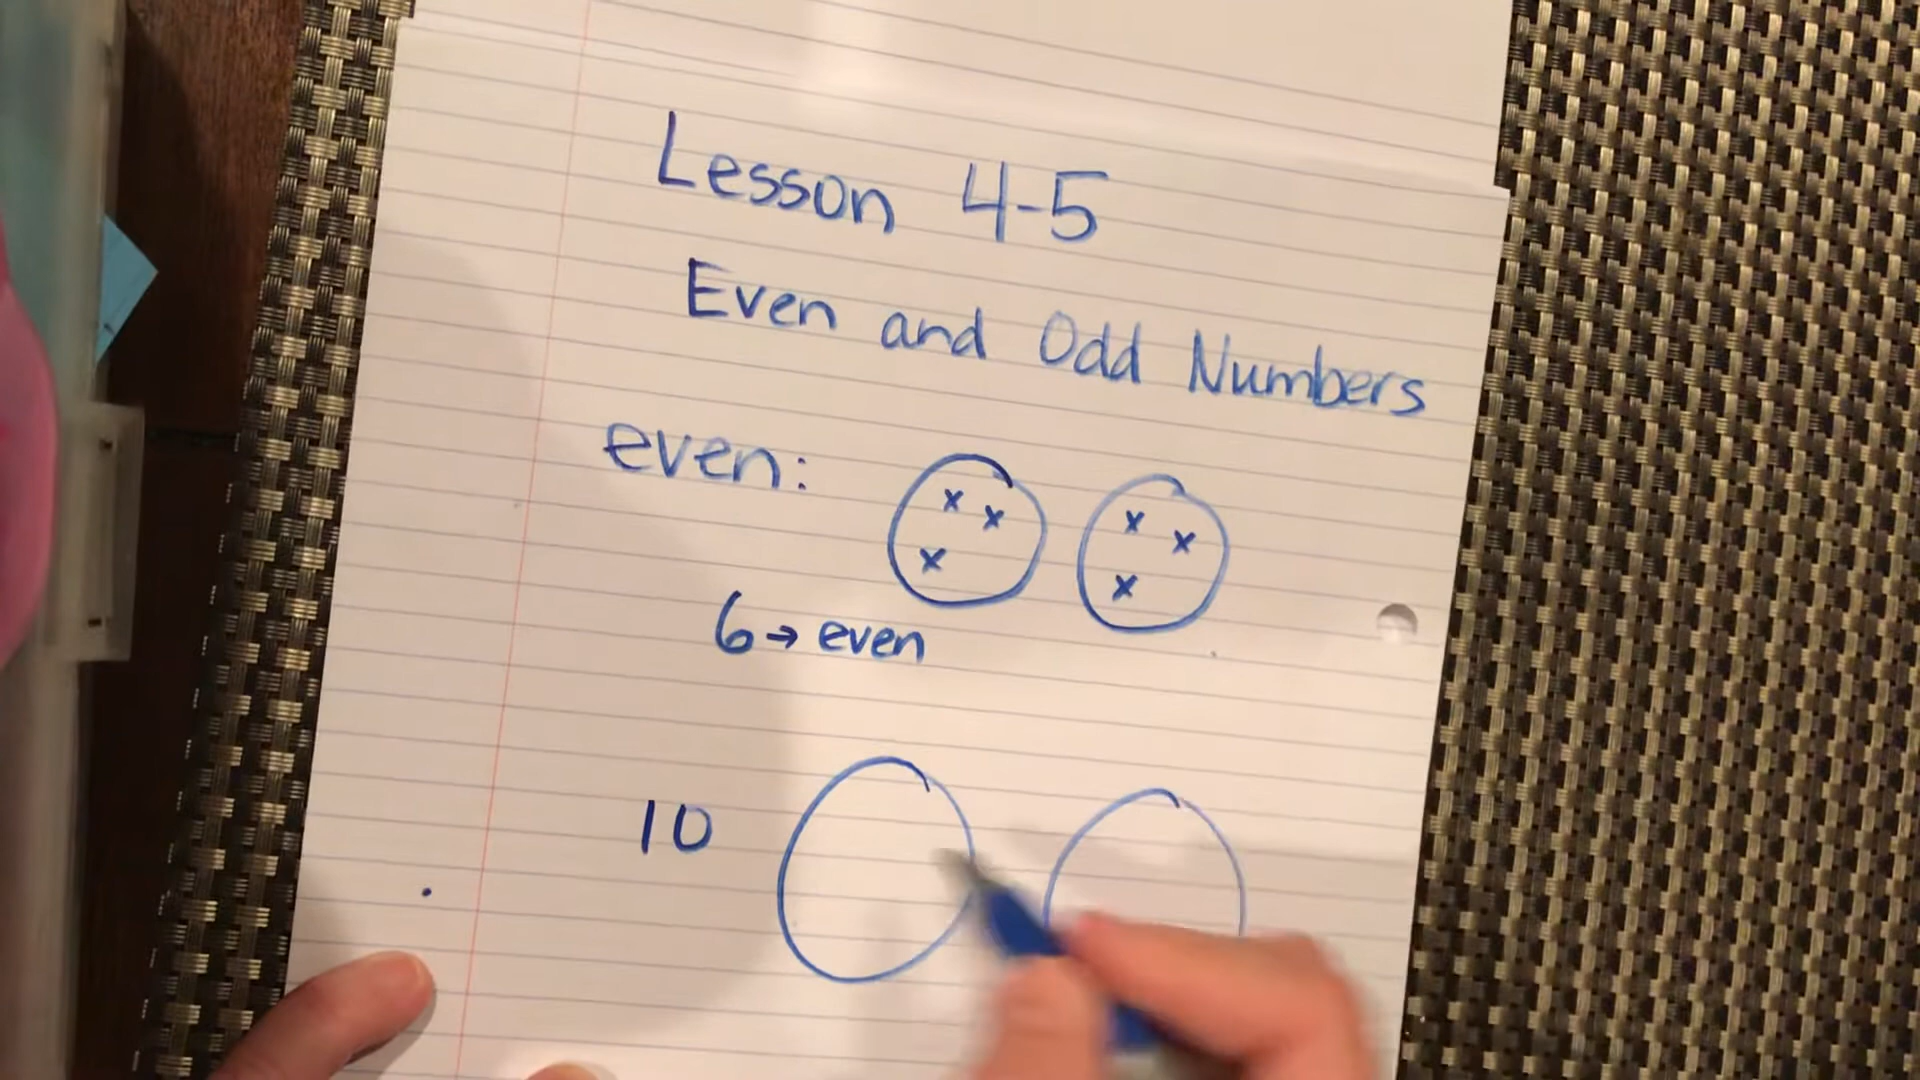 Lesson 4-5
Even and Odd Numbers
even: x x x x x x
6→ even
10